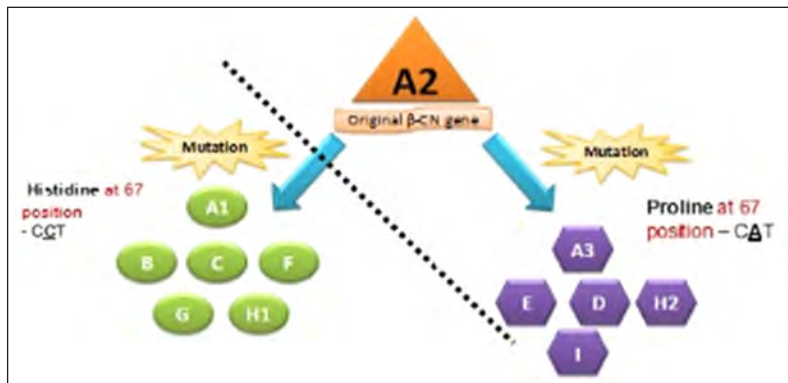 A2
Original β-CN gene
Mutation
Mutation
Histidine at 67
position
- CCT
Proline at 67
position – CAT
A1
B C F
G H1
A3
E D H2
I